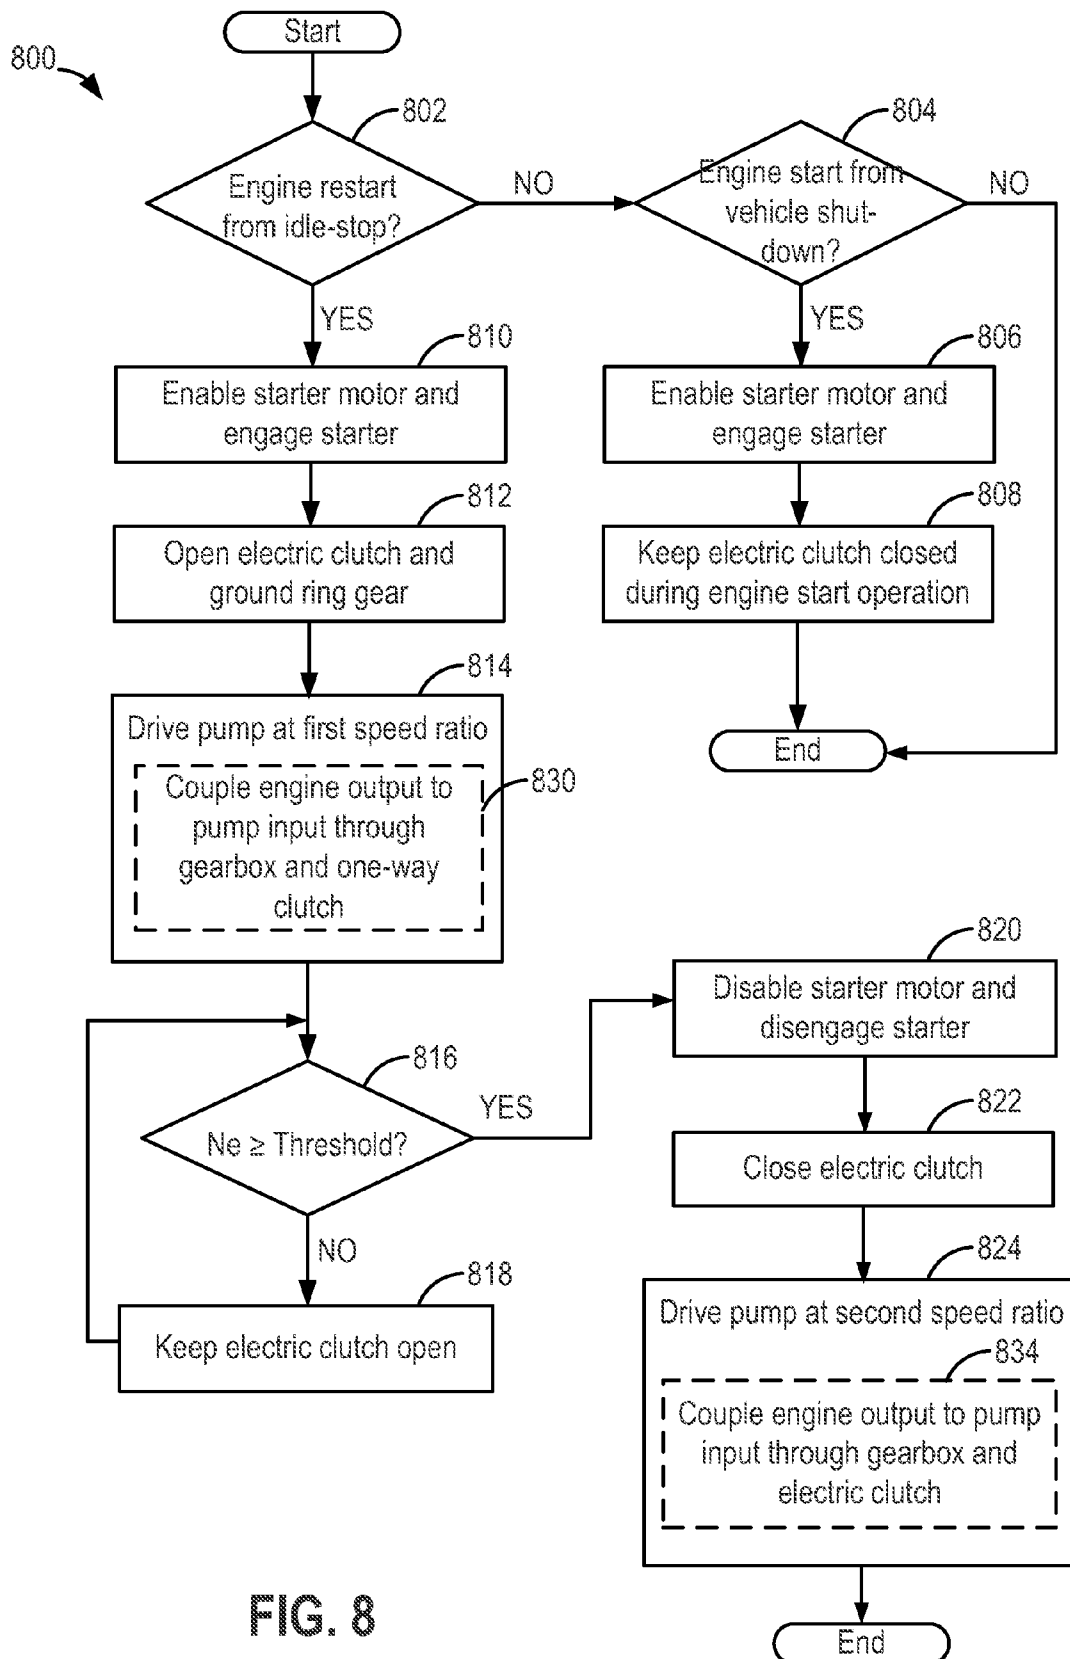 Start
800
802
Engine restart
from idle-stop?
NO
804
Engine start from
vehicle shut-
down?
NO
YES
810
Enable starter motor and
engage starter
YES
806
Enable starter motor and
engage starter
812
Open electric clutch and
ground ring gear
808
Keep electric clutch closed
during engine start operation
End
814
Drive pump at first speed ratio
830
Couple engine output to
pump input through
gearbox and one-way
clutch
816
Ne ≥ Threshold?
YES
NO
818
Keep electric clutch open
820
Disable starter motor and
disengage starter
822
Close electric clutch
824
Drive pump at second speed ratio
834
Couple engine output to pump
input through gearbox and
electric clutch
End
FIG. 8